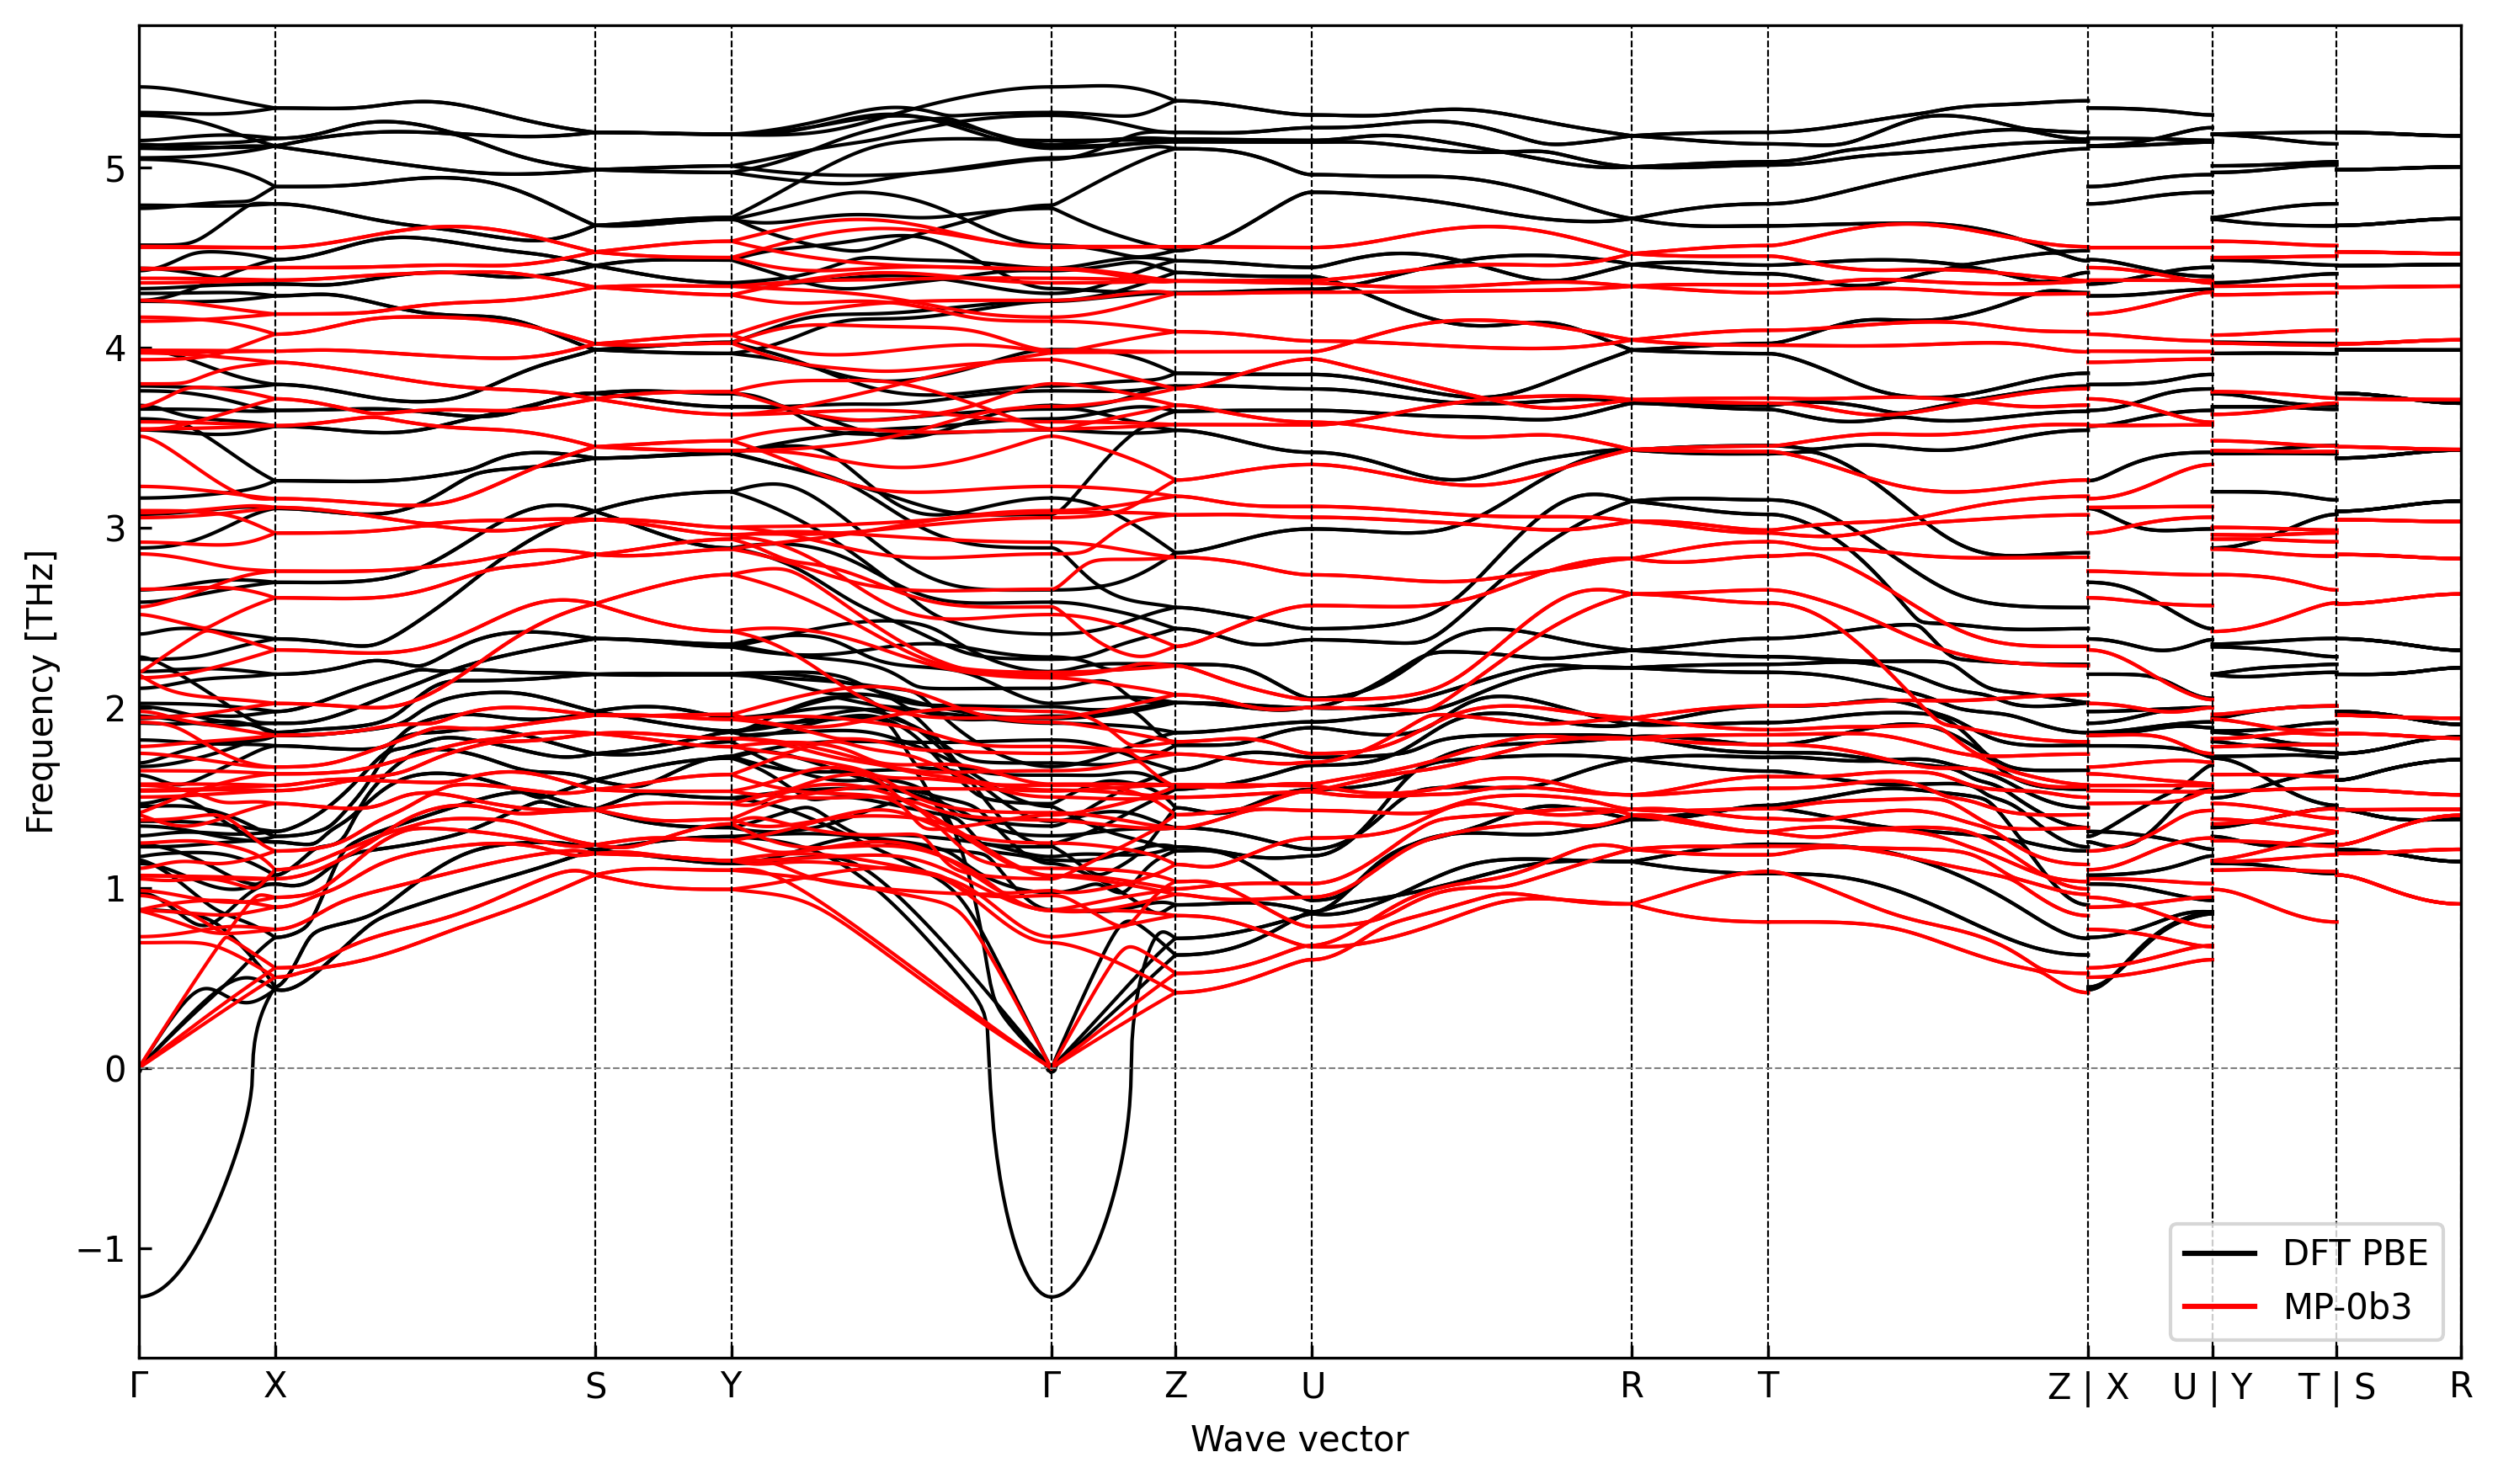 Frequency [THz]
5
4
3
2
1
0
−1
DFT PBE
MP-0b3
Γ X S Y Γ Z U R T Z | X U | Y T | S R
Wave vector